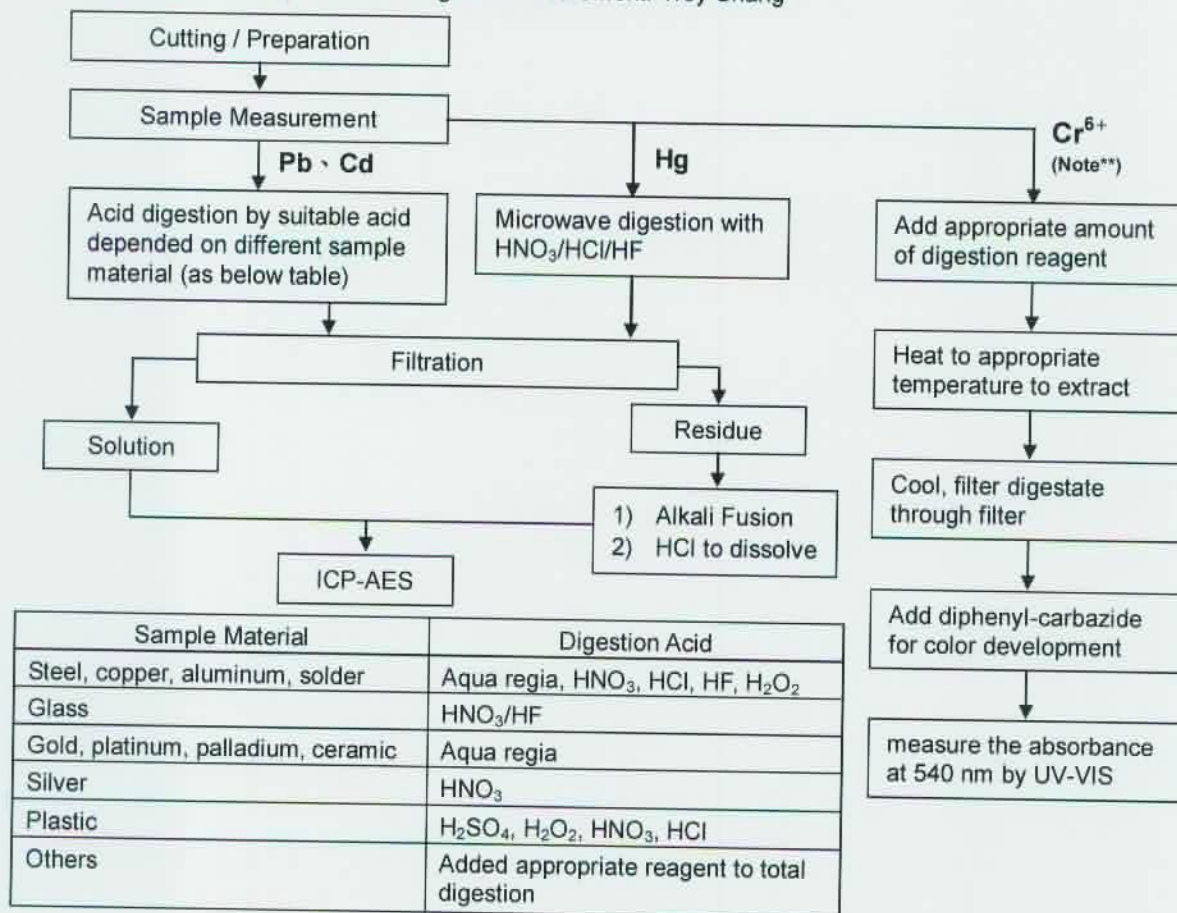 Cutting / Preparation
Sample Measurement
Pb、Cd
Hg
Cr⁶⁺
(Note**)
Acid digestion by suitable acid
depended on different sample
material (as below table)
Microwave digestion with
HNO₃/HCl/HF
Add appropriate amount
of digestion reagent
Filtration
Heat to appropriate
temperature to extract
Solution
Residue
Cool, filter digestate
through filter
1) Alkali Fusion
2) HCl to dissolve
ICP-AES
Add diphenyl-carbazide
for color development
measure the absorbance
at 540 nm by UV-VIS
Sample Material Digestion Acid
Steel, copper, aluminum, solder Aqua regia, HNO₃, HCl, HF, H₂O₂
Glass HNO₃/HF
Gold, platinum, palladium, ceramic Aqua regia
Silver HNO₃
Plastic H₂SO₄, H₂O₂, HNO₃, HCl
Others Added appropriate reagent to total
digestion